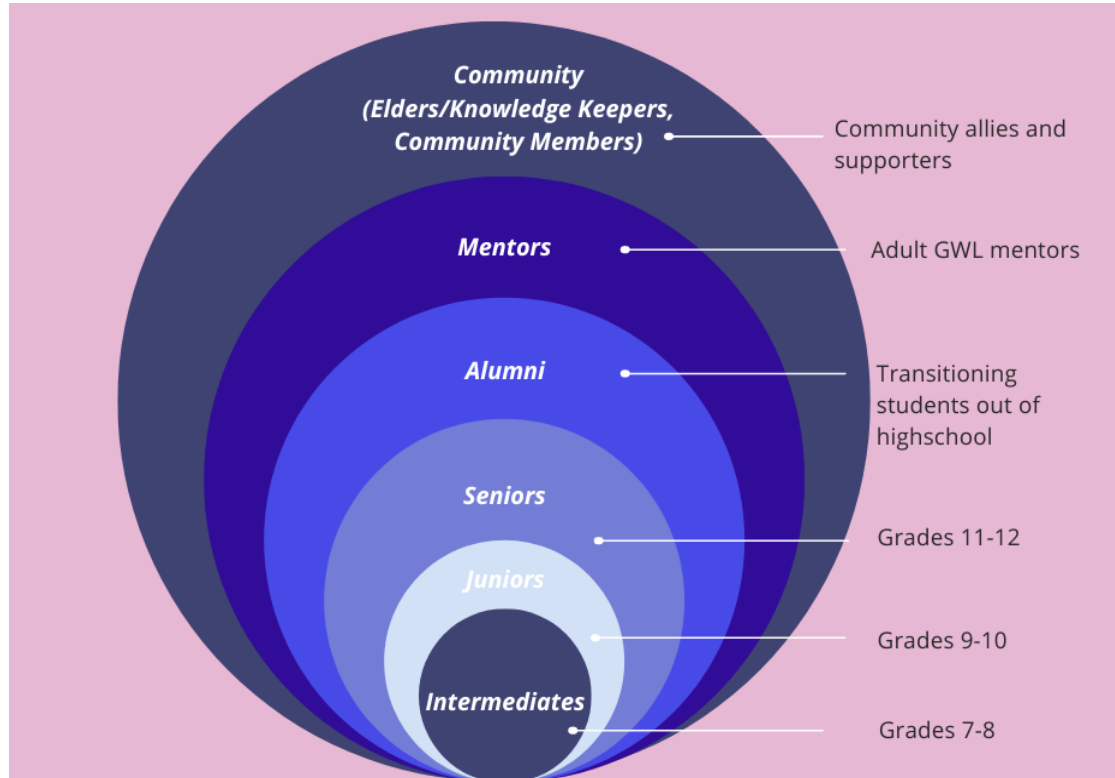 Community
(Elders/Knowledge Keepers,
Community Members)
Community allies and
supporters
Mentors
Adult GWL mentors
Alumni
Transitioning
students out of
highschool
Seniors
Grades 11-12
Juniors
Grades 9-10
Intermediates
Grades 7-8